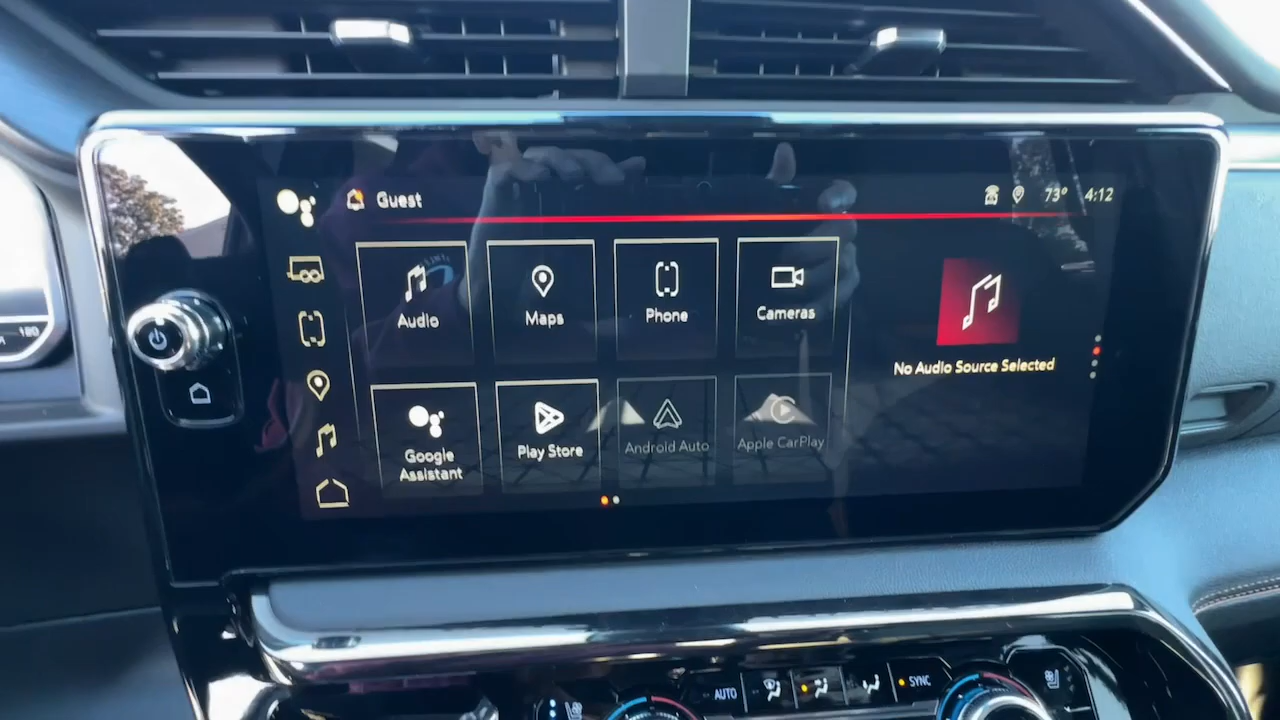 Guest
73° 4:12
Audio
Maps
Phone
Cameras
No Audio Source Selected
Google
Assistant
Play Store
Android Auto
Apple CarPlay
180
AUTO
SYNC